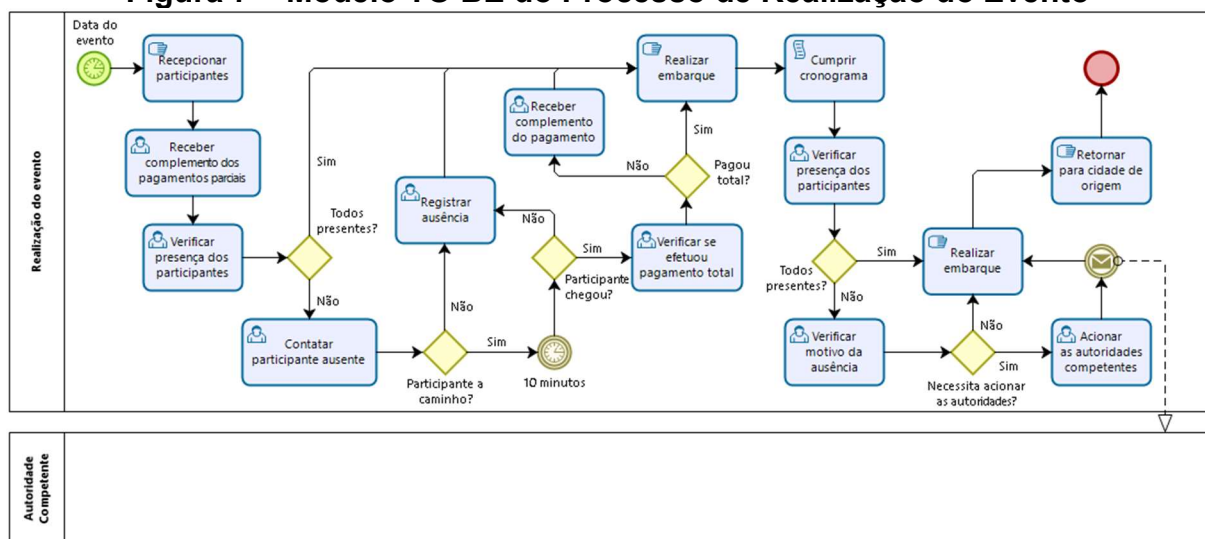 Data do
evento
Recepcionar
participantes
Receber
complemento dos
pagamentos parciais
Verificar
presença dos
participantes
Todos
presentes?
Sim
Não
Contatar
participante ausente
Participante a
caminho?
Não
Sim
Registrar
ausência
10 minutos
Participante
chegou?
Não
Sim
Verificar se
efetuou
pagamento total
Pagou
total?
Não
Sim
Receber
complemento
do pagamento
Realizar
embarque
Cumprir
cronograma
Verificar
presença dos
participantes
Todos
presentes?
Sim
Não
Verificar
motivo da
ausência
Necessita acionar
as autoridades?
Não
Sim
Acionar
as autoridades
competentes
Realizar
embarque
Retornar
para cidade de
origem
Realização do evento
Autoridade
Competente